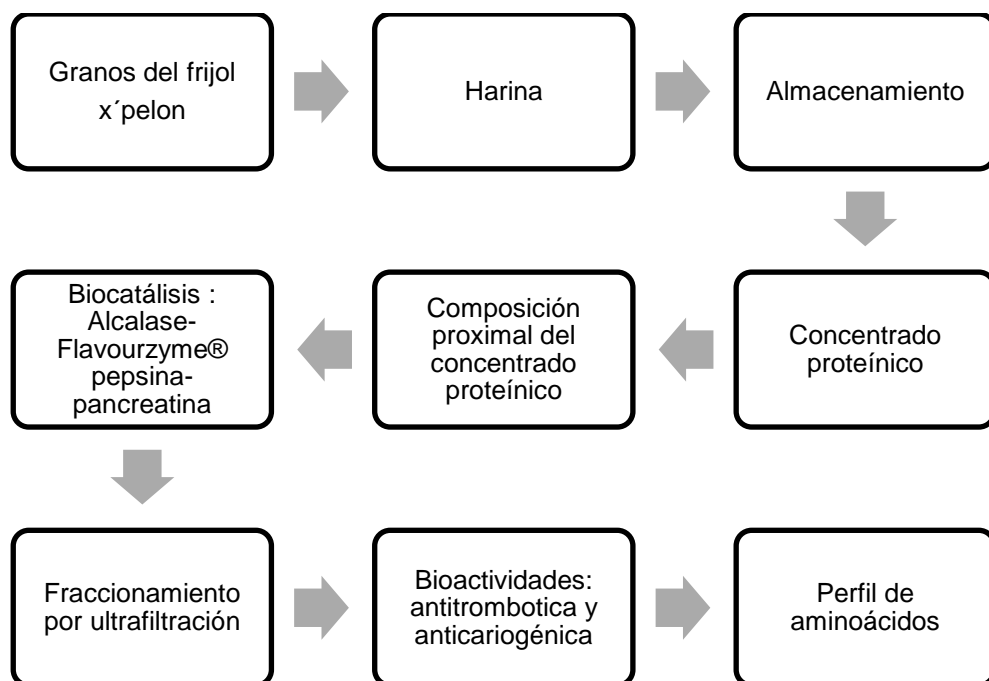 Granos del frijol
x´pelon
Harina
Almacenamiento
Concentrado
proteínico
Composición
proximal del
concentrado
proteínico
Biocatálisis :
Alcalase-
Flavourzyme®
pepsina-
pancreatina
Fraccionamiento
por ultrafiltración
Bioactividades:
antitrombotica y
anticariogénica
Perfil de
aminoácidos